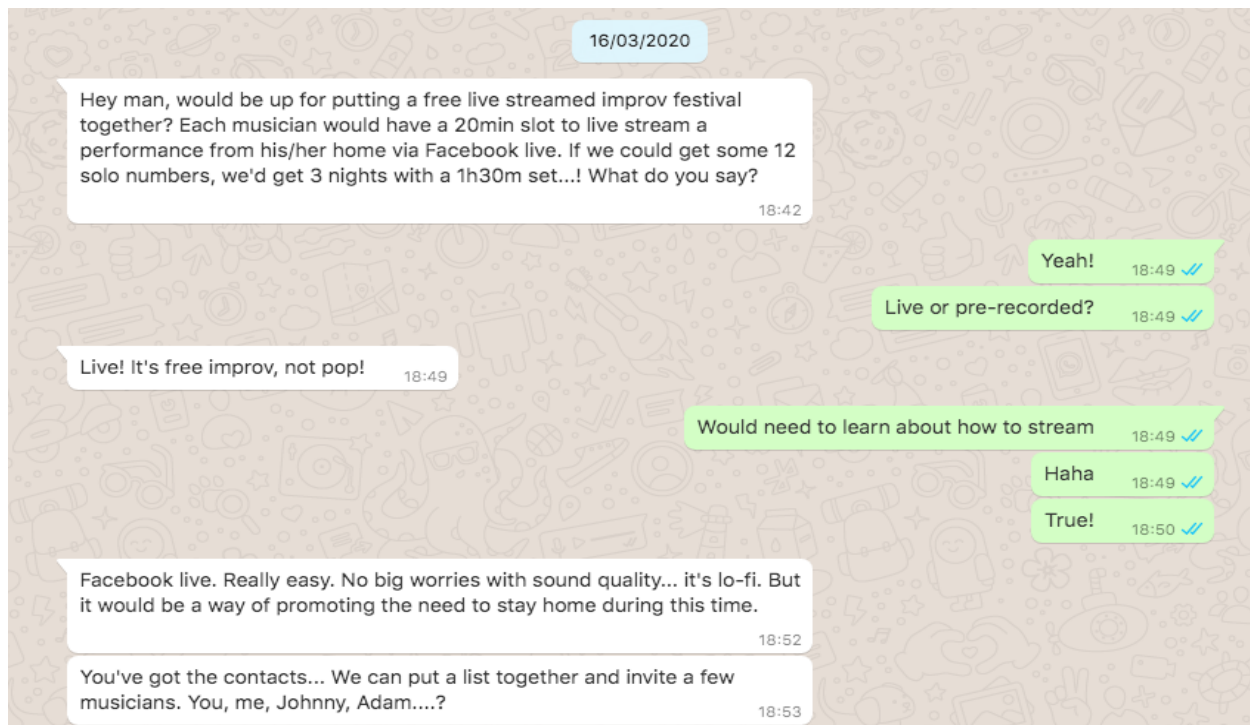 16/03/2020
Hey man, would be up for putting a free live streamed improv festival
together? Each musician would have a 20min slot to live stream a
performance from his/her home via Facebook live. If we could get some 12
solo numbers, we'd get 3 nights with a 1h30m set...! What do you say?
18:42
Yeah! 18:49
Live or pre-recorded? 18:49
Live! It's free improv, not pop! 18:49
Would need to learn about how to stream 18:49
Haha 18:49
True! 18:50
Facebook live. Really easy. No big worries with sound quality... it's lo-fi. But
it would be a way of promoting the need to stay home during this time.
18:52
You've got the contacts... We can put a list together and invite a few
musicians. You, me, Johnny, Adam....?
18:53